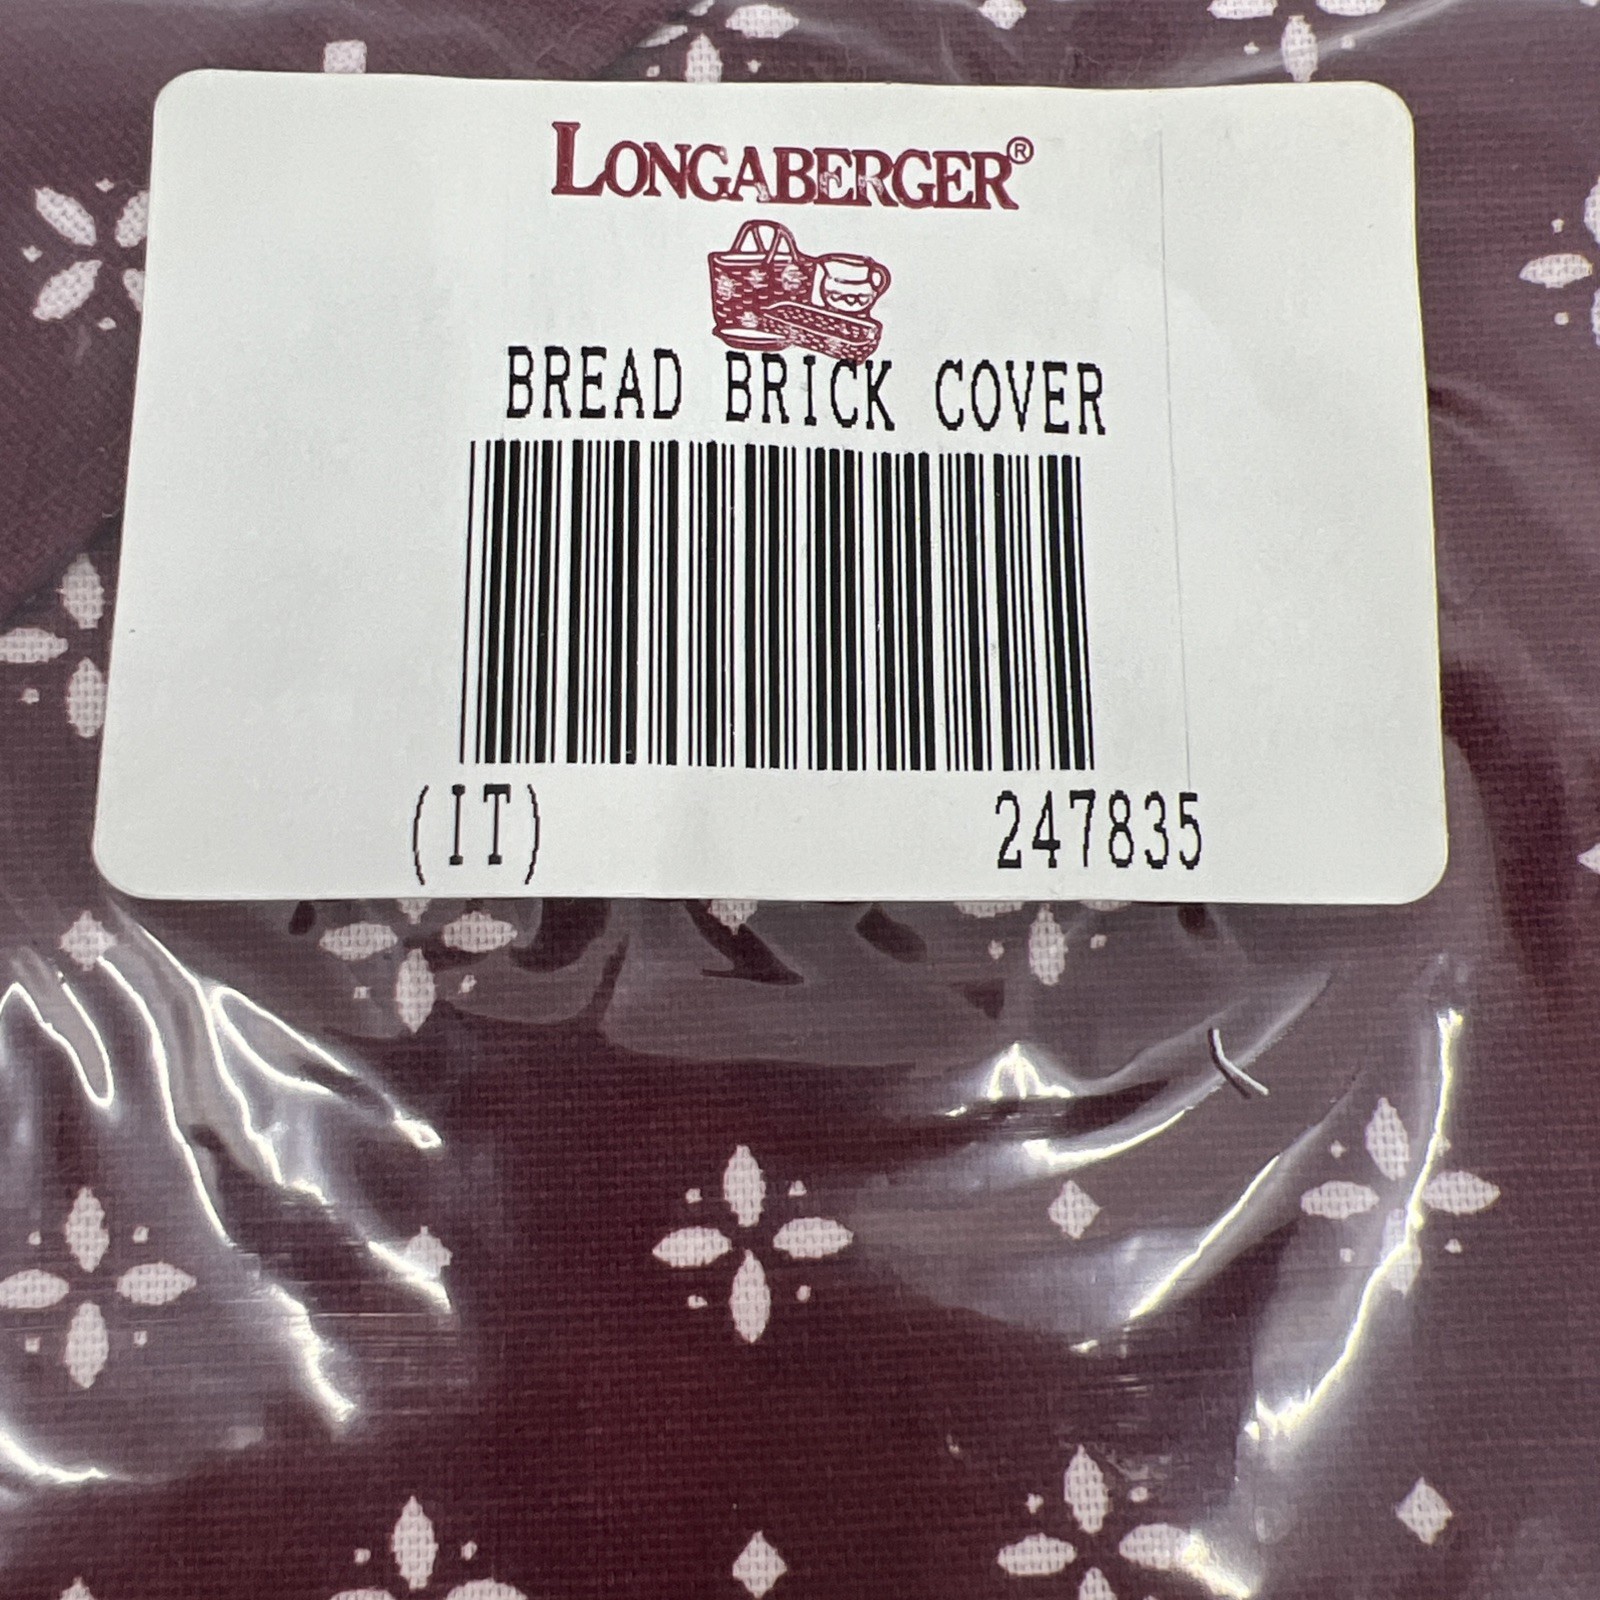 LONGABERGER®
BREAD BRICK COVER
(IT) 247835